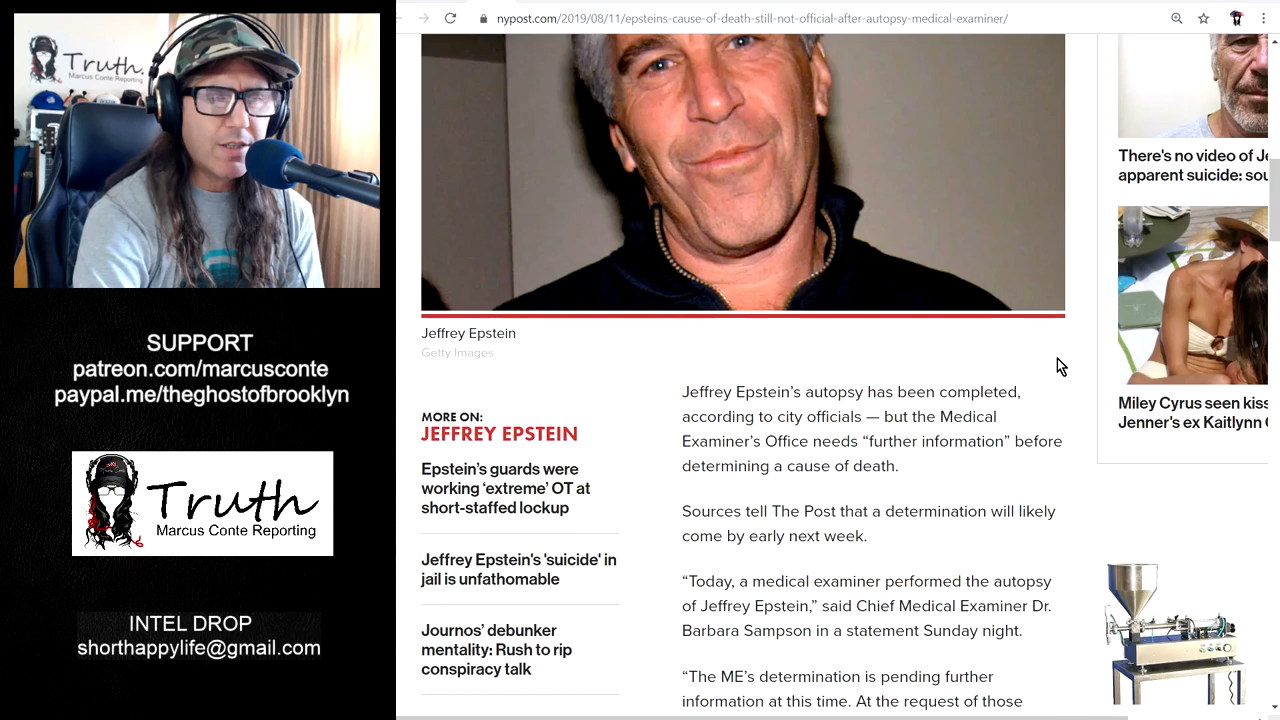 Truth.
Marcus Conte Reporting
SUPPORT
patreon.com/marcusconte
paypal.me/theghostofbrooklyn
Truth
Marcus Conte Reporting
INTEL DROP
shorthappylife@gmail.com
nypost.com/2019/08/11/epsteins-cause-of-death-still-not-official-after-autopsy-medical-examiner/
Jeffrey Epstein
Getty Images
MORE ON:
JEFFREY EPSTEIN
Epstein’s guards were
working ‘extreme’ OT at
short-staffed lockup
Jeffrey Epstein's 'suicide' in
jail is unfathomable
Journos’ debunker
mentality: Rush to rip
conspiracy talk
Jeffrey Epstein’s autopsy has been completed,
according to city officials — but the Medical
Examiner’s Office needs “further information” before
determining a cause of death.
Sources tell The Post that a determination will likely
come by early next week.
“Today, a medical examiner performed the autopsy
of Jeffrey Epstein,” said Chief Medical Examiner Dr.
Barbara Sampson in a statement Sunday night.
“The ME’s determination is pending further
information at this time. At the request of those
There's no video of Je
apparent suicide: sou
Miley Cyrus seen kiss
Jenner's ex Kaitlynn C